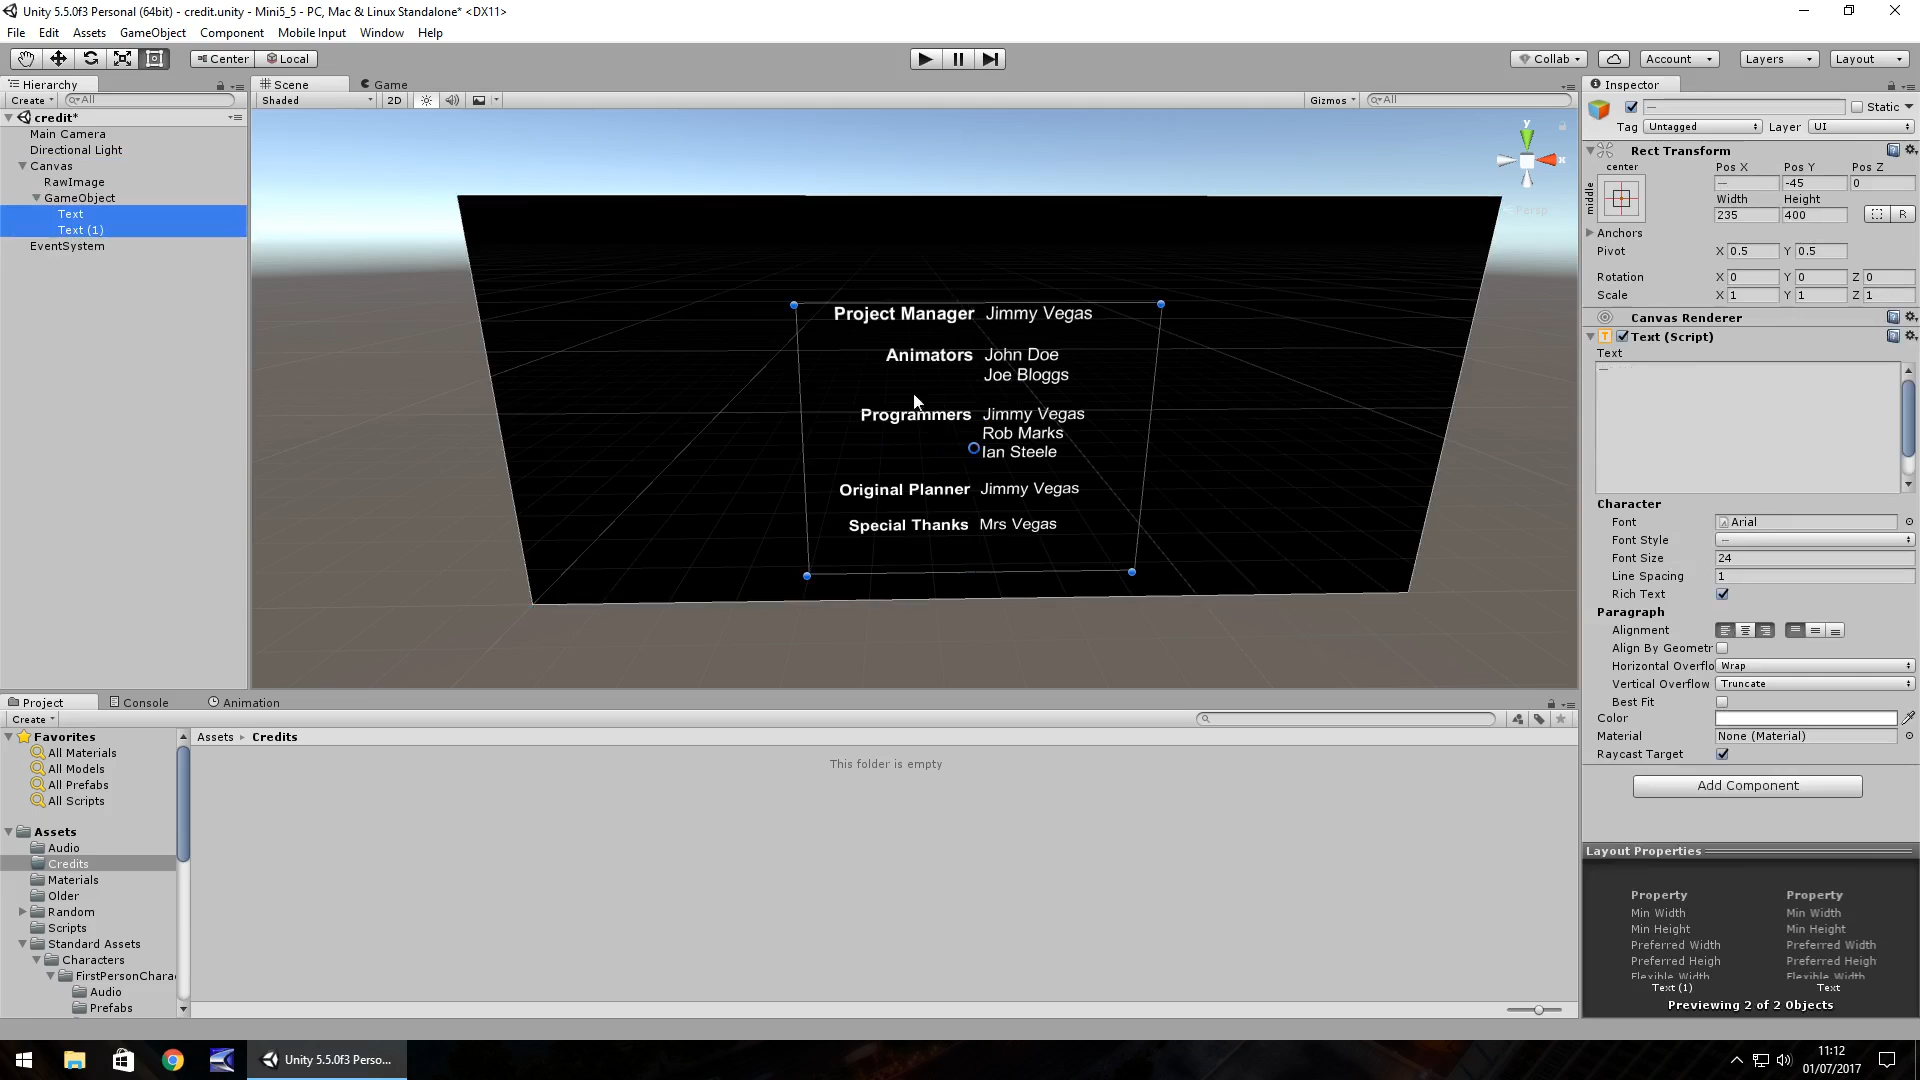 Unity 5.5.0f3 Personal (64bit) - credit.unity - Mini5_5 - PC, Mac & Linux Standalone* <DX11>
File Edit Assets GameObject Component Mobile Input Window Help
Center Local Collab Account Layers Layout
Hierarchy
Create All
credit*
Main Camera
Directional Light
Canvas
RawImage
GameObject
Text
Text (1)
EventSystem
Scene Game
Shaded 2D Gizmos All
y
x
Persp
Project Manager Jimmy Vegas
Animators John Doe
Joe Bloggs
Programmers Jimmy Vegas
Rob Marks
Ian Steele
Original Planner Jimmy Vegas
Special Thanks Mrs Vegas
Inspector
— Static
Tag Untagged Layer UI
Rect Transform
center Pos X Pos Y Pos Z
middle — -45 0
Width Height
235 400 R
Anchors
Pivot X 0.5 Y 0.5
Rotation X 0 Y 0 Z 0
Scale X 1 Y 1 Z 1
Canvas Renderer
Text (Script)
Text
—
Character
Font Arial
Font Style —
Font Size 24
Line Spacing 1
Rich Text
Paragraph
Alignment
Align By Geometr
Horizontal Overflo Wrap
Vertical Overflow Truncate
Best Fit
Color
Material None (Material)
Raycast Target
Add Component
Layout Properties
Property Property
Min Width Min Width
Min Height Min Height
Preferred Width Preferred Width
Preferred Heigh Preferred Heigh
Flexible Width Flexible Width
Text (1) Text
Previewing 2 of 2 Objects
Project Console Animation
Create
Favorites
All Materials
All Models
All Prefabs
All Scripts
Assets
Audio
Credits
Materials
Older
Random
Scripts
Standard Assets
Characters
FirstPersonChara
Audio
Prefabs
Assets Credits
This folder is empty
Unity 5.5.0f3 Perso...
11:12
01/07/2017